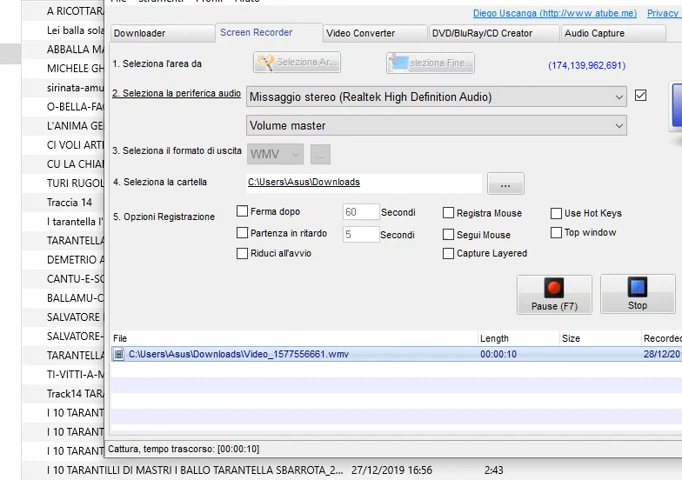 Aiuto
A RICOTTARA
Lei balla sola
ABBALLA MA
MICHELE GH
sirinata-amu
O-BELLA-FAC
L'ANIMA GE
CI VOLI ARTI
CU LA CHIAI
TURI RUGOL
Traccia 14
I tarantella l'
TARANTELLA
DEMETRIO A
CANTU-E-SO
BALLAMU-C
SALVATORE
SALVATORE-
TARANTELLA
TI-VITTI-A-M
Track14 TAR
I 10 TARANT
I 10 TARANT
I 10 TARANT
I 10 TARANTILLI DI MASTRI I BALLO TARANTELLA SBARROTA_2... 27/12/2019 16:56 2:43
Diego Uscanga (http://www.atube.me) Privacy
Downloader Screen Recorder Video Converter DVD/BluRay/CD Creator Audio Capture
1. Seleziona l'area da Seleziona Ar... seleziona Fine... (174,139,962,691)
2. Seleziona la periferica audio Missaggio stereo (Realtek High Definition Audio)
Volume master
3. Seleziona il formato di uscita WMV ...
4. Seleziona la cartella C:\Users\Asus\Downloads ...
5. Opzioni Registrazione Ferma dopo 60 Secondi Registra Mouse Use Hot Keys
Partenza in ritardo 5 Secondi Segui Mouse Top window
Riduci all'avvio Capture Layered
Pause (F7) Stop
File Length Size Recorded
C:\Users\Asus\Downloads\Video_1577556661.wmv 00:00:10 28/12/20
Cattura, tempo trascorso: [00:00:10]